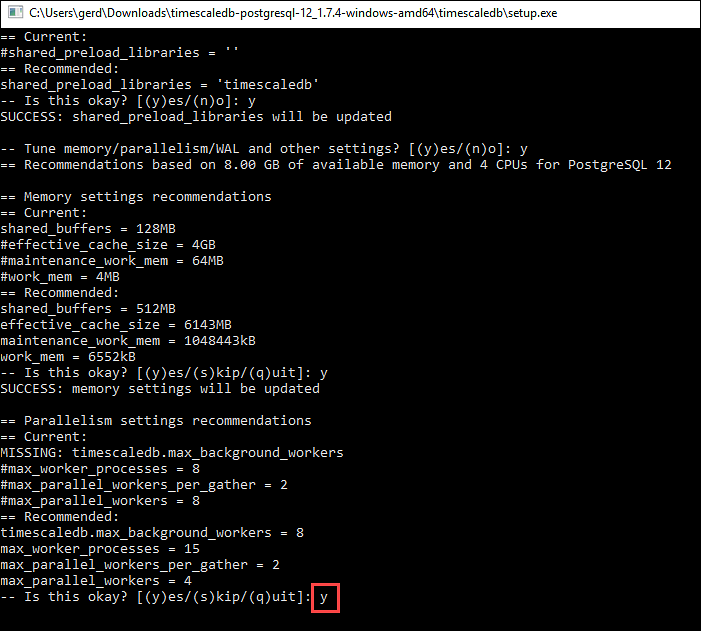 C:\Users\gerd\Downloads\timescaledb-postgresql-12_1.7.4-windows-amd64\timescaledb\setup.exe
== Current:
#shared_preload_libraries = ''
== Recommended:
shared_preload_libraries = 'timescaledb'
-- Is this okay? [(y)es/(n)o]: y
SUCCESS: shared_preload_libraries will be updated

-- Tune memory/parallelism/WAL and other settings? [(y)es/(n)o]: y
== Recommendations based on 8.00 GB of available memory and 4 CPUs for PostgreSQL 12

== Memory settings recommendations
== Current:
shared_buffers = 128MB
#effective_cache_size = 4GB
#maintenance_work_mem = 64MB
#work_mem = 4MB
== Recommended:
shared_buffers = 512MB
effective_cache_size = 6143MB
maintenance_work_mem = 1048443kB
work_mem = 6552kB
-- Is this okay? [(y)es/(s)kip/(q)uit]: y
SUCCESS: memory settings will be updated

== Parallelism settings recommendations
== Current:
MISSING: timescaledb.max_background_workers
#max_worker_processes = 8
#max_parallel_workers_per_gather = 2
#max_parallel_workers = 8
== Recommended:
timescaledb.max_background_workers = 8
max_worker_processes = 15
max_parallel_workers_per_gather = 2
max_parallel_workers = 4
-- Is this okay? [(y)es/(s)kip/(q)uit]: y